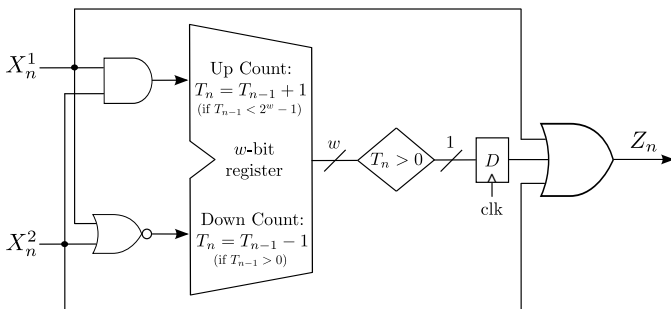 X_n^1
Up Count:
T_n = T_{n-1} + 1
(if T_{n-1} < 2^w − 1)
w-bit
register
w
T_n > 0
1
D
clk
Z_n
X_n^2
Down Count:
T_n = T_{n-1} − 1
(if T_{n-1} > 0)